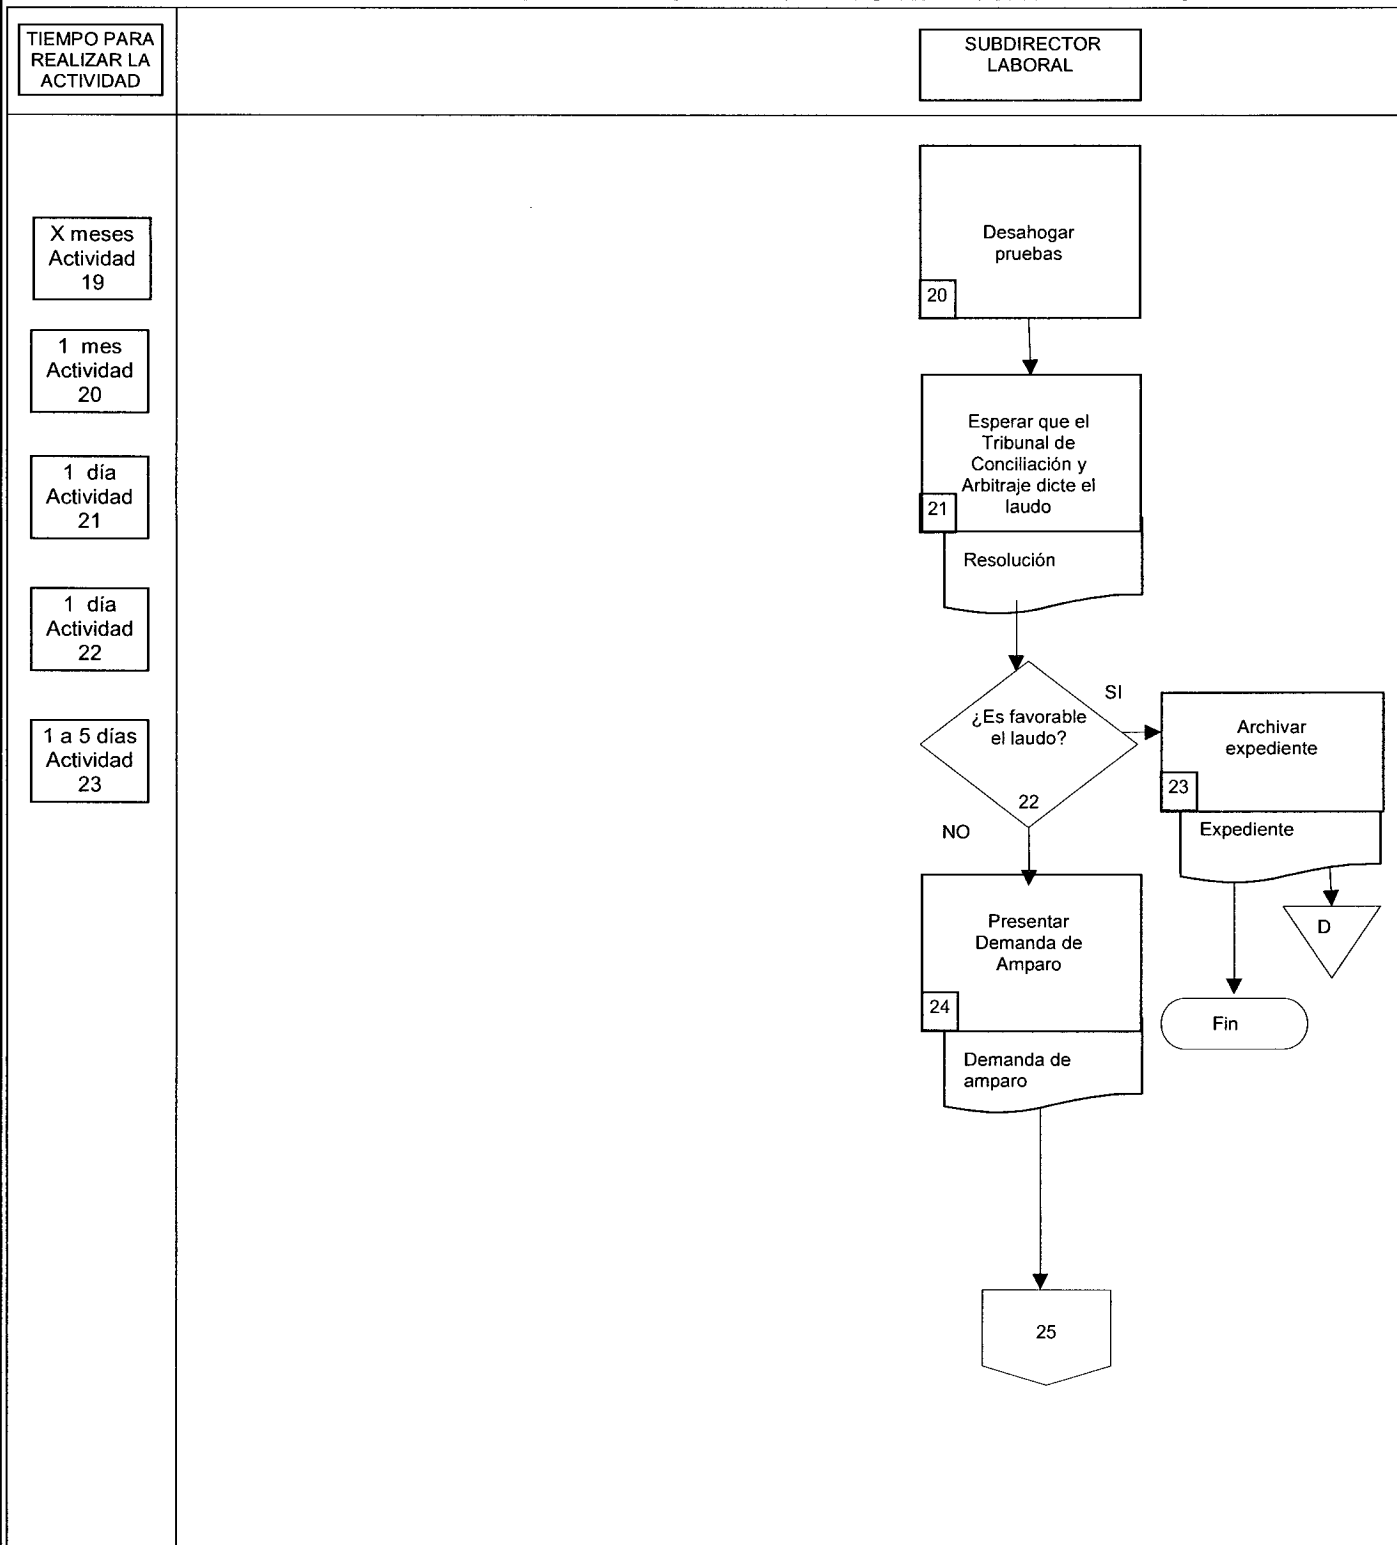 TIEMPO PARA
REALIZAR LA
ACTIVIDAD
SUBDIRECTOR
LABORAL
X meses
Actividad
19
1 mes
Actividad
20
1 día
Actividad
21
1 día
Actividad
22
1 a 5 días
Actividad
23
Desahogar
pruebas
20
Esperar que el
Tribunal de
Conciliación y
Arbitraje dicte el
laudo
21
Resolución
¿Es favorable
el laudo?
22
SI
NO
Archivar
expediente
23
Expediente
D
Fin
Presentar
Demanda de
Amparo
24
Demanda de
amparo
25